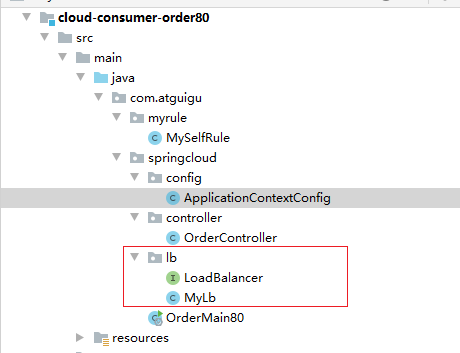 cloud-consumer-order80
src
main
java
com.atguigu
myrule
MySelfRule
springcloud
config
ApplicationContextConfig
controller
OrderController
lb
LoadBalancer
MyLb
OrderMain80
resources